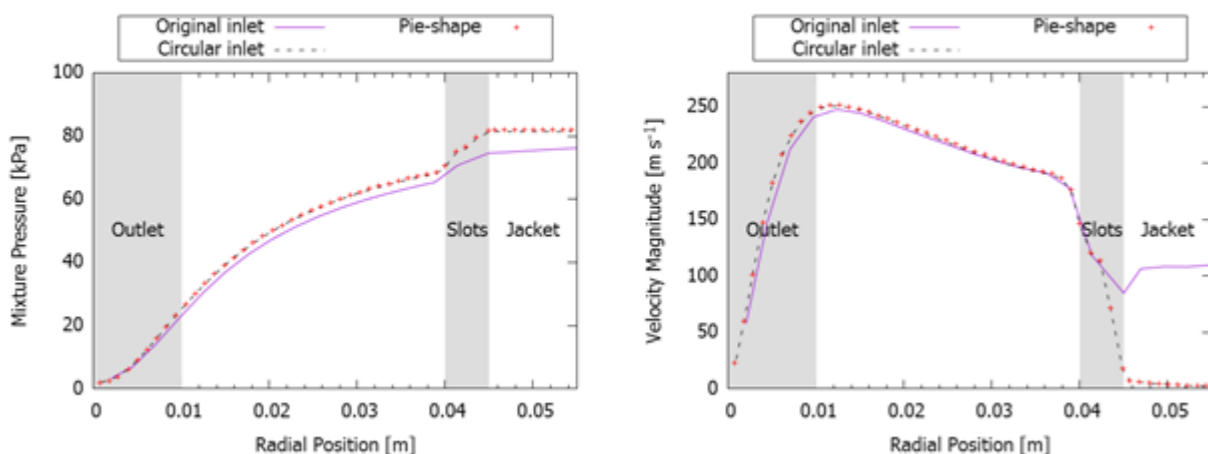 Original inlet Pie-shape
Circular inlet
100
80
60
40
20
0
Mixture Pressure [kPa]
Outlet Slots Jacket
0 0.01 0.02 0.03 0.04 0.05
Radial Position [m]
Original inlet Pie-shape
Circular inlet
250
200
150
100
50
0
Velocity Magnitude [m s⁻¹]
Outlet Slots Jacket
0 0.01 0.02 0.03 0.04 0.05
Radial Position [m]